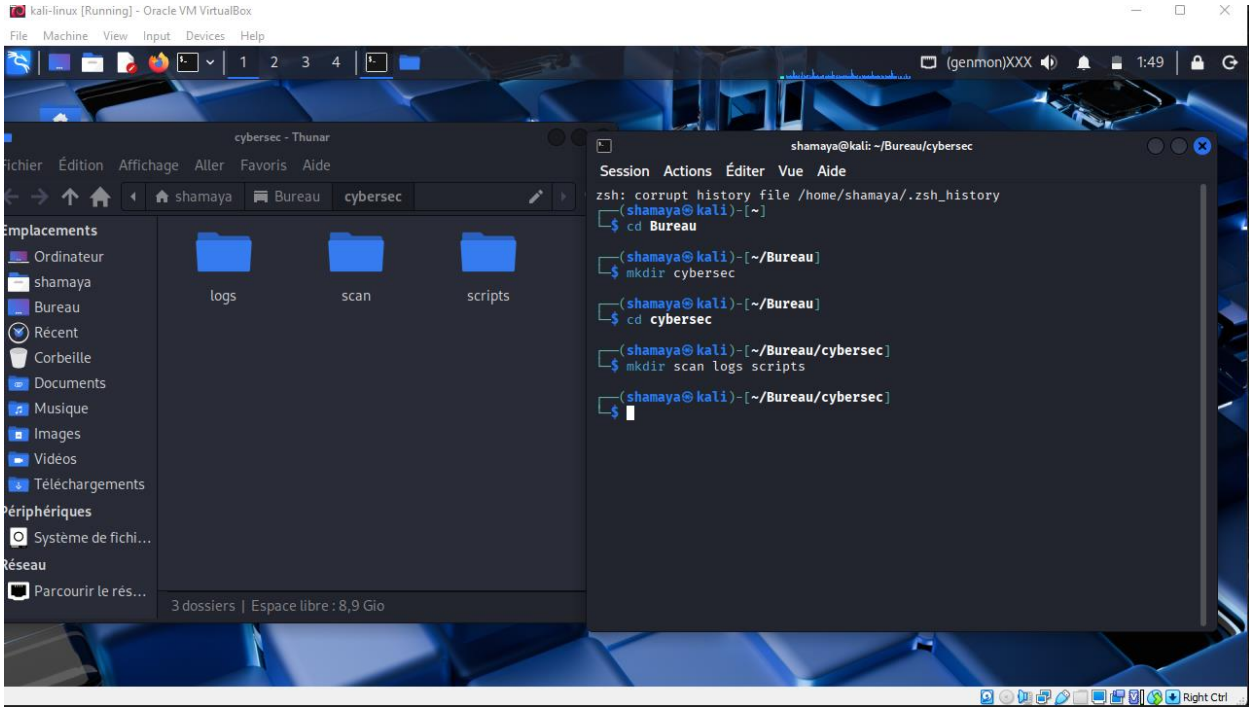 kali-linux [Running] - Oracle VM VirtualBox
File Machine View Input Devices Help
1 2 3 4 (genmon)XXX 1:49
cybersec - Thunar
Fichier Édition Affichage Aller Favoris Aide
shamaya Bureau cybersec
Emplacements
Ordinateur
shamaya
Bureau
Récent
Corbeille
Documents
Musique
Images
Vidéos
Téléchargements
Périphériques
Système de fichi...
Réseau
Parcourir le rés...
logs scan scripts
3 dossiers | Espace libre : 8,9 Gio
shamaya@kali: ~/Bureau/cybersec
Session Actions Éditer Vue Aide
zsh: corrupt history file /home/shamaya/.zsh_history
┌──(shamaya㉿kali)-[~]
└─$ cd Bureau
┌──(shamaya㉿kali)-[~/Bureau]
└─$ mkdir cybersec
┌──(shamaya㉿kali)-[~/Bureau]
└─$ cd cybersec
┌──(shamaya㉿kali)-[~/Bureau/cybersec]
└─$ mkdir scan logs scripts
┌──(shamaya㉿kali)-[~/Bureau/cybersec]
└─$
Right Ctrl